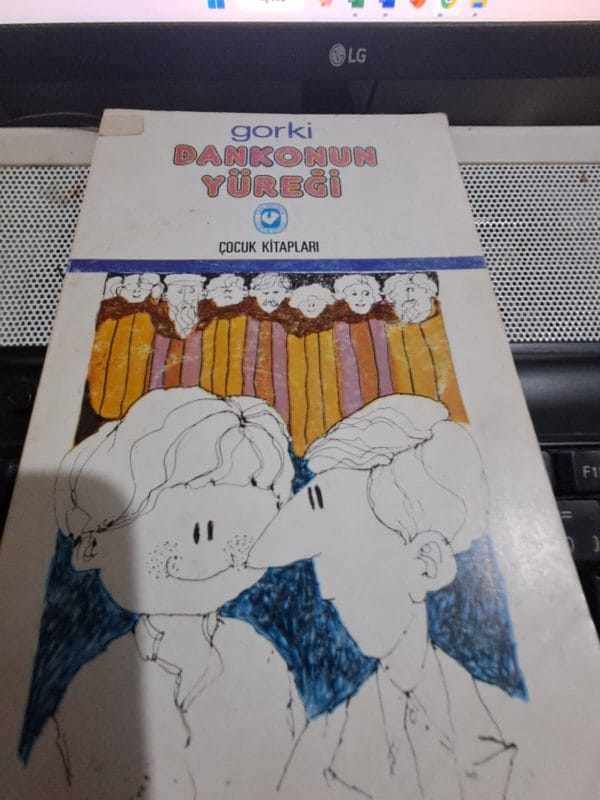 LG
gorki
DANKONUN
YÜREĞİ
ÇOCUK KİTAPLARI